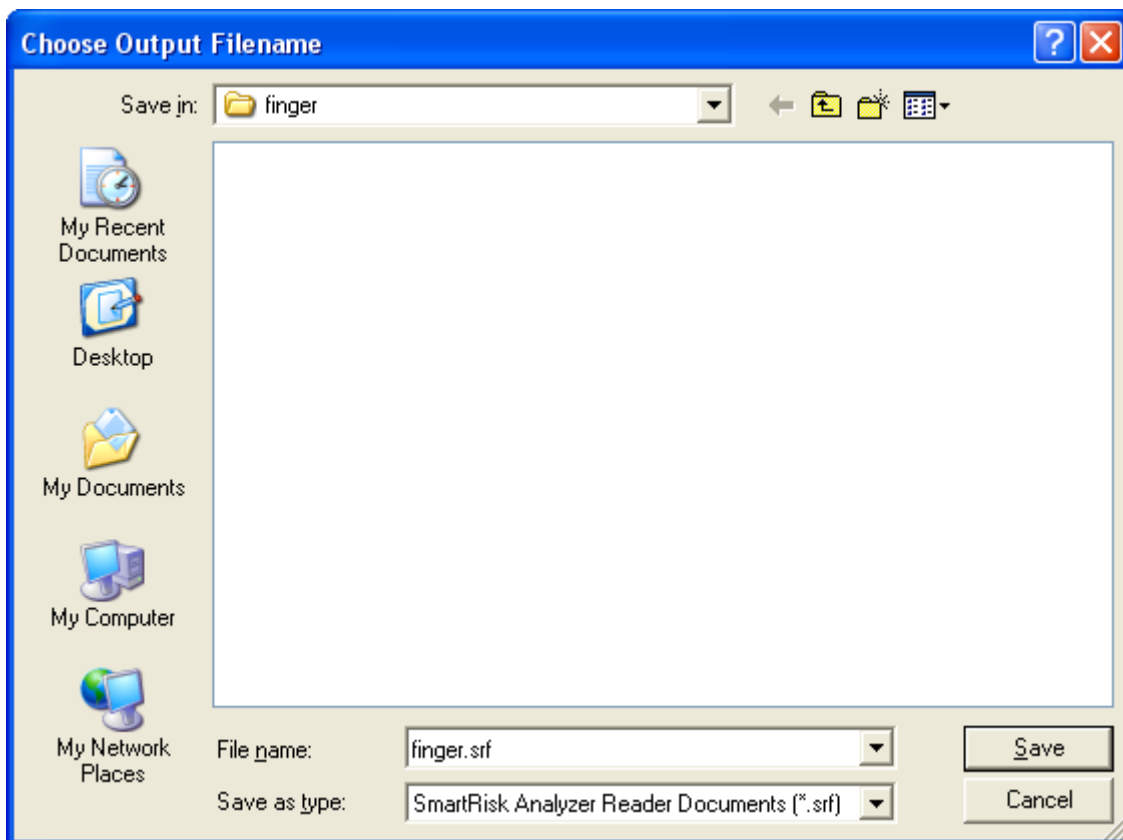 Choose Output Filename
Save in:
finger
My Recent
Documents
Desktop
My Documents
My Computer
My Network
Places
File name:
finger.srf
Save
Save as type:
SmartRisk Analyzer Reader Documents (*.srf)
Cancel